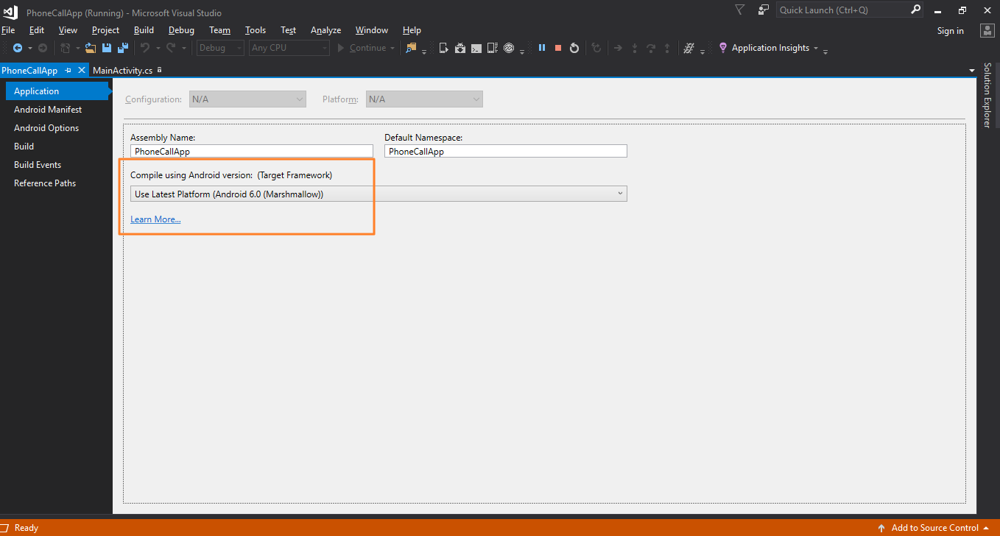 PhoneCallApp (Running) - Microsoft Visual Studio
Quick Launch (Ctrl+Q)
File Edit View Project Build Debug Team Tools Test Analyze Window Help
Sign in
Debug Any CPU Continue Application Insights
PhoneCallApp MainActivity.cs
Solution Explorer
Application
Android Manifest
Android Options
Build
Build Events
Reference Paths
Configuration: N/A Platform: N/A
Assembly Name: Default Namespace:
PhoneCallApp PhoneCallApp
Compile using Android version: (Target Framework)
Use Latest Platform (Android 6.0 (Marshmallow))
Learn More...
Ready
Add to Source Control